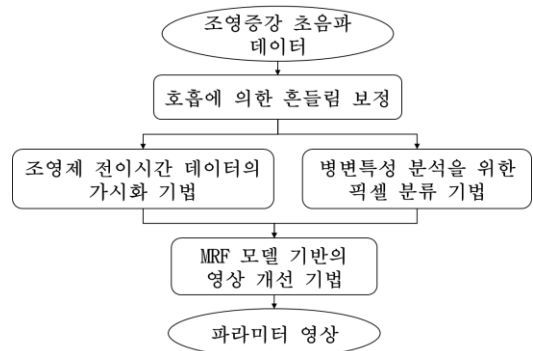 조영증강 초음파
데이터
호흡에 의한 흔들림 보정
조영제 전이시간 데이터의
가시화 기법
병변특성 분석을 위한
픽셀 분류 기법
MRF 모델 기반의
영상 개선 기법
파라미터 영상